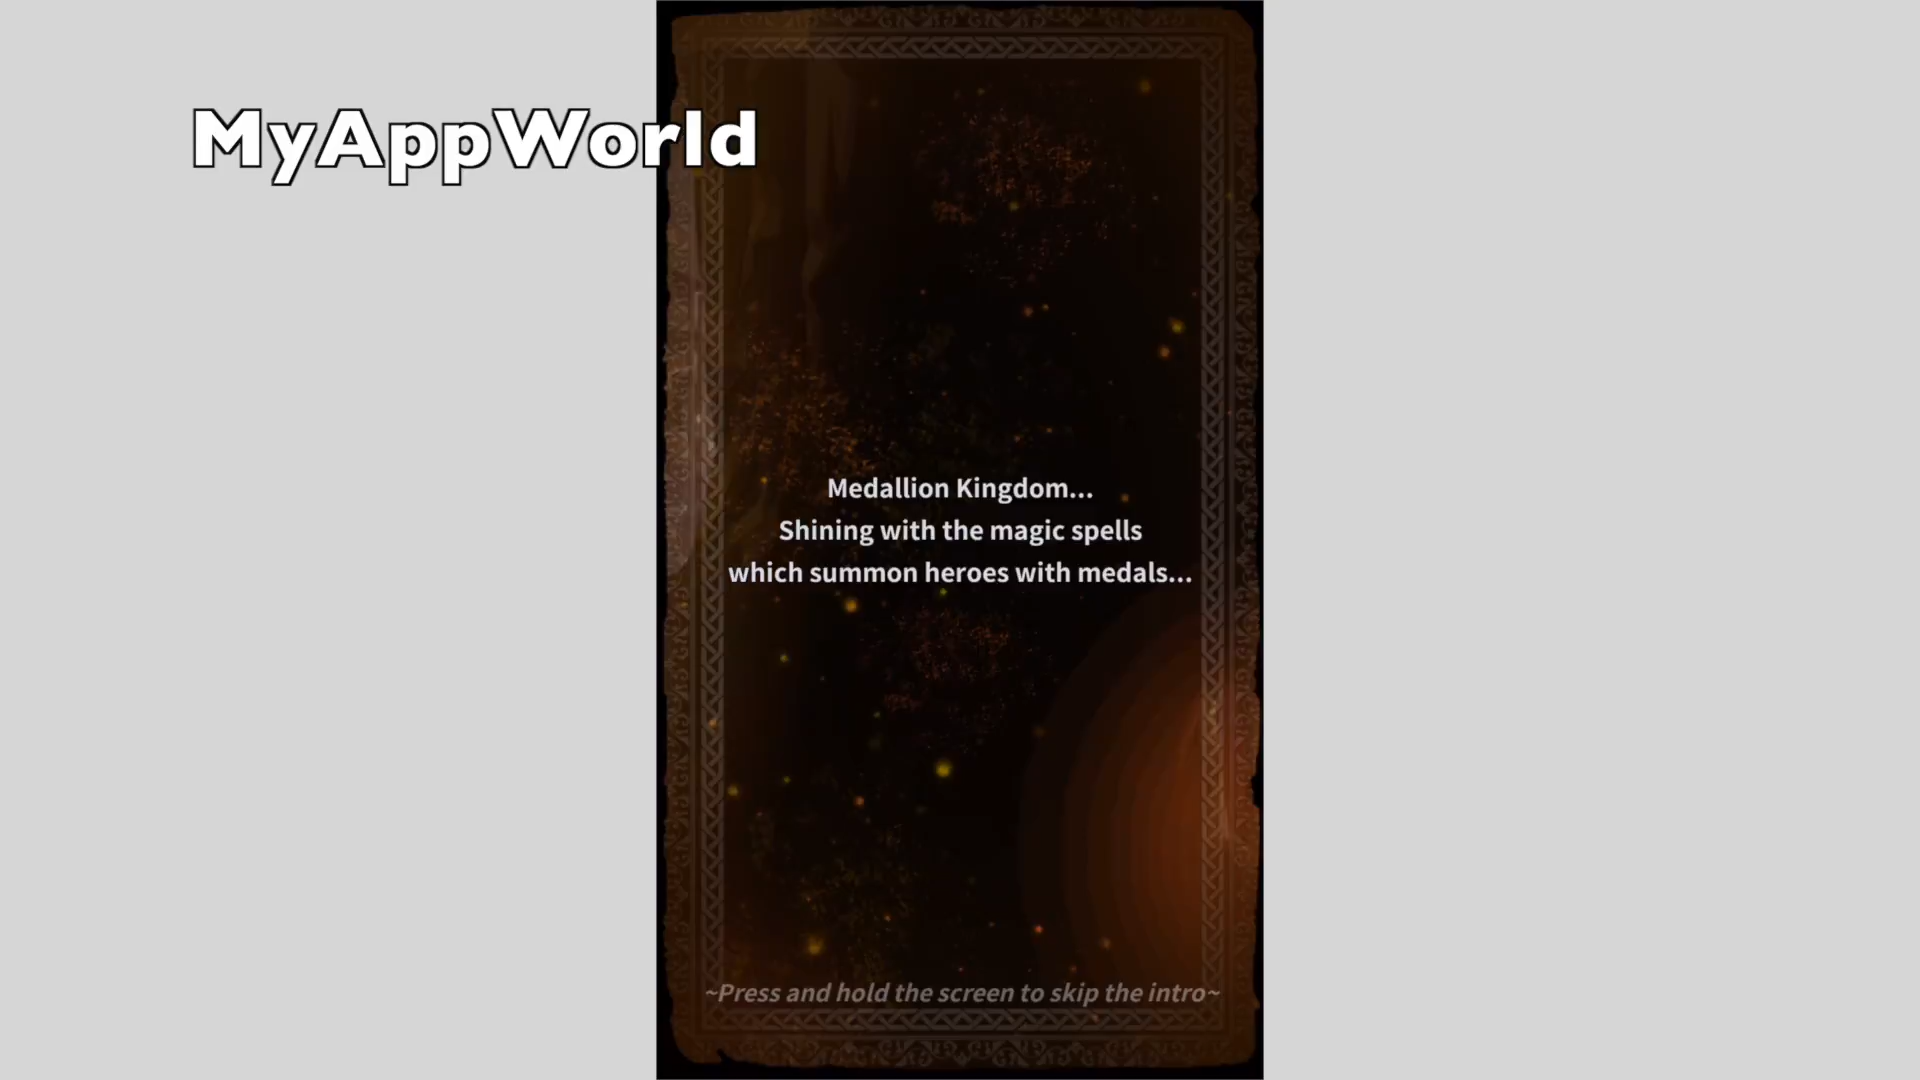 MyAppWorld
Medallion Kingdom...
Shining with the magic spells
which summon heroes with medals...
~Press and hold the screen to skip the intro~